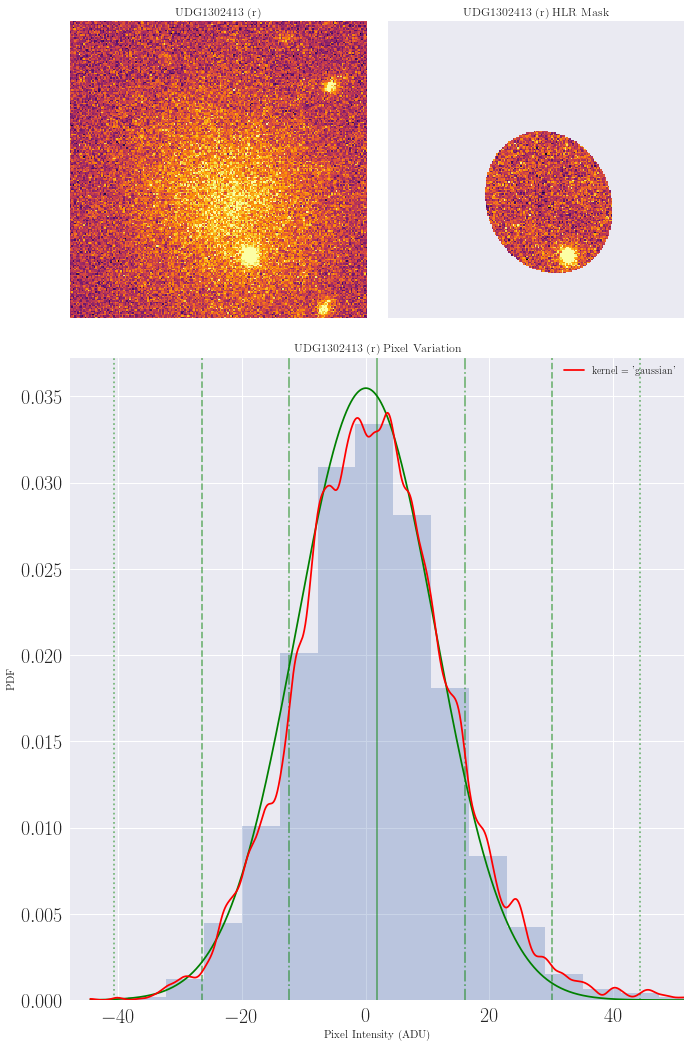 UDG1302413 (r)
UDG1302413 (r) HLR Mask
UDG1302413 (r) Pixel Variation
kernel = 'gaussian'
0.035
0.030
0.025
0.020
0.015
0.010
0.005
0.000
PDF
−40
−20
0
20
40
Pixel Intensity (ADU)